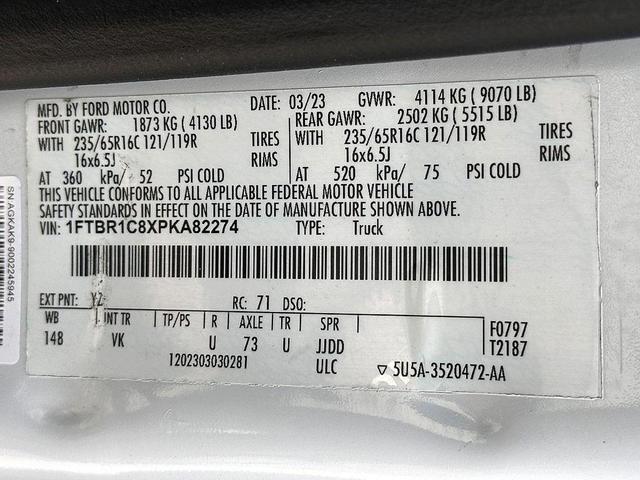 MFD. BY FORD MOTOR CO. DATE: 03/23 GVWR: 4114 KG ( 9070 LB)
FRONT GAWR: 1873 KG ( 4130 LB) REAR GAWR: 2502 KG ( 5515 LB)
WITH 235/65R16C 121/119R TIRES WITH 235/65R16C 121/119R TIRES
16x6.5J RIMS 16x6.5J RIMS
AT 360 kPa/ 52 PSI COLD AT 520 kPa/ 75 PSI COLD
THIS VEHICLE CONFORMS TO ALL APPLICABLE FEDERAL MOTOR VEHICLE
SAFETY STANDARDS IN EFFECT ON THE DATE OF MANUFACTURE SHOWN ABOVE.
VIN: 1FTBR1C8XPKA82274 TYPE: Truck
EXT PNT: YZ RC: 71 DSO:
WB INT TR TP/PS R AXLE TR SPR F0797
148 VK U 73 U JJDD T2187
1202303030281 ULC 5U5A-3520472-AA
SN:AGKAK9-9002245945